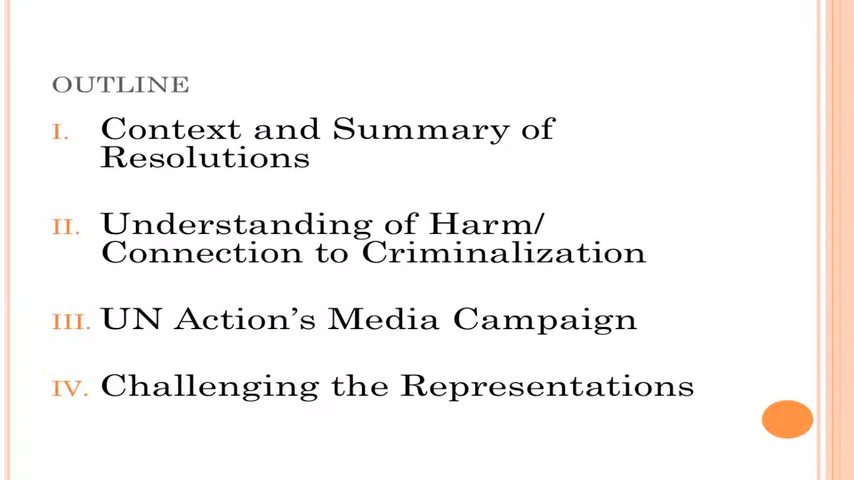 OUTLINE
I. Context and Summary of
Resolutions
II. Understanding of Harm/
Connection to Criminalization
III. UN Action’s Media Campaign
IV. Challenging the Representations